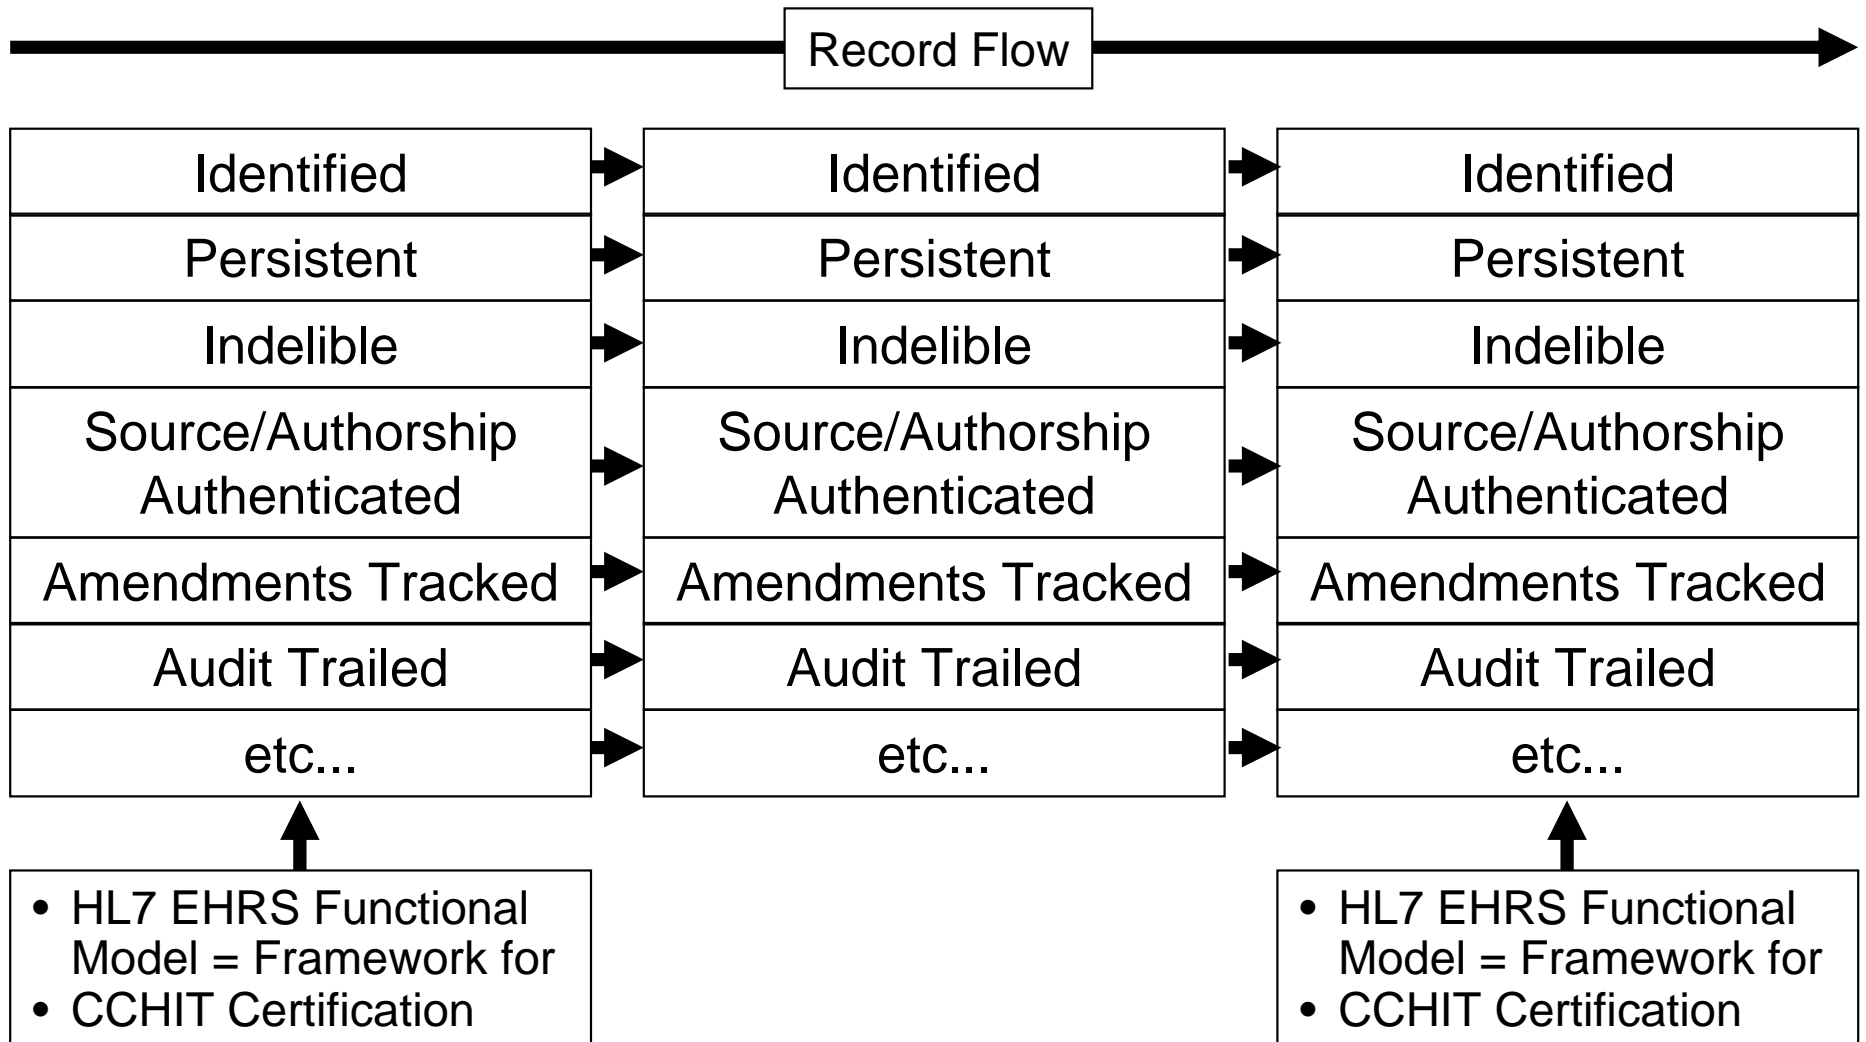 Record Flow
Identified
Persistent
Indelible
Source/Authorship
Authenticated
Amendments Tracked
Audit Trailed
etc...
Identified
Persistent
Indelible
Source/Authorship
Authenticated
Amendments Tracked
Audit Trailed
etc...
Identified
Persistent
Indelible
Source/Authorship
Authenticated
Amendments Tracked
Audit Trailed
etc...
• HL7 EHRS Functional
Model = Framework for
• CCHIT Certification
• HL7 EHRS Functional
Model = Framework for
• CCHIT Certification